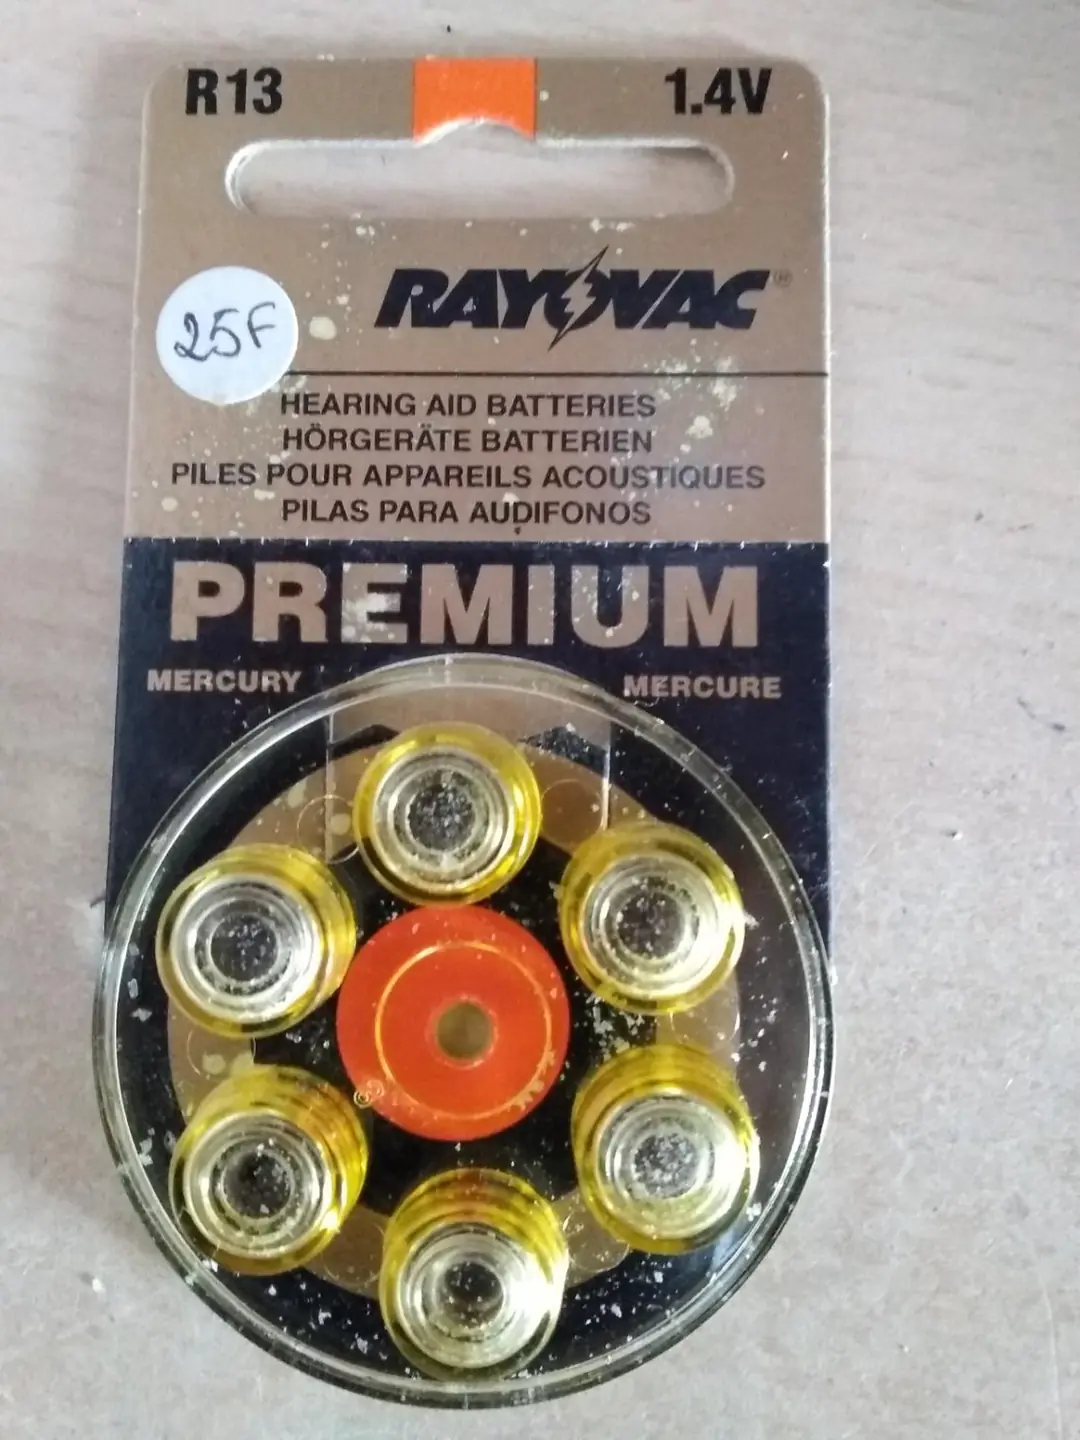 R13 1.4V
RAYOVAC®
25F
HEARING AID BATTERIES
HÖRGERÄTE BATTERIEN
PILES POUR APPAREILS ACOUSTIQUES
PILAS PARA AUDIFONOS
PREMIUM
MERCURY MERCURE